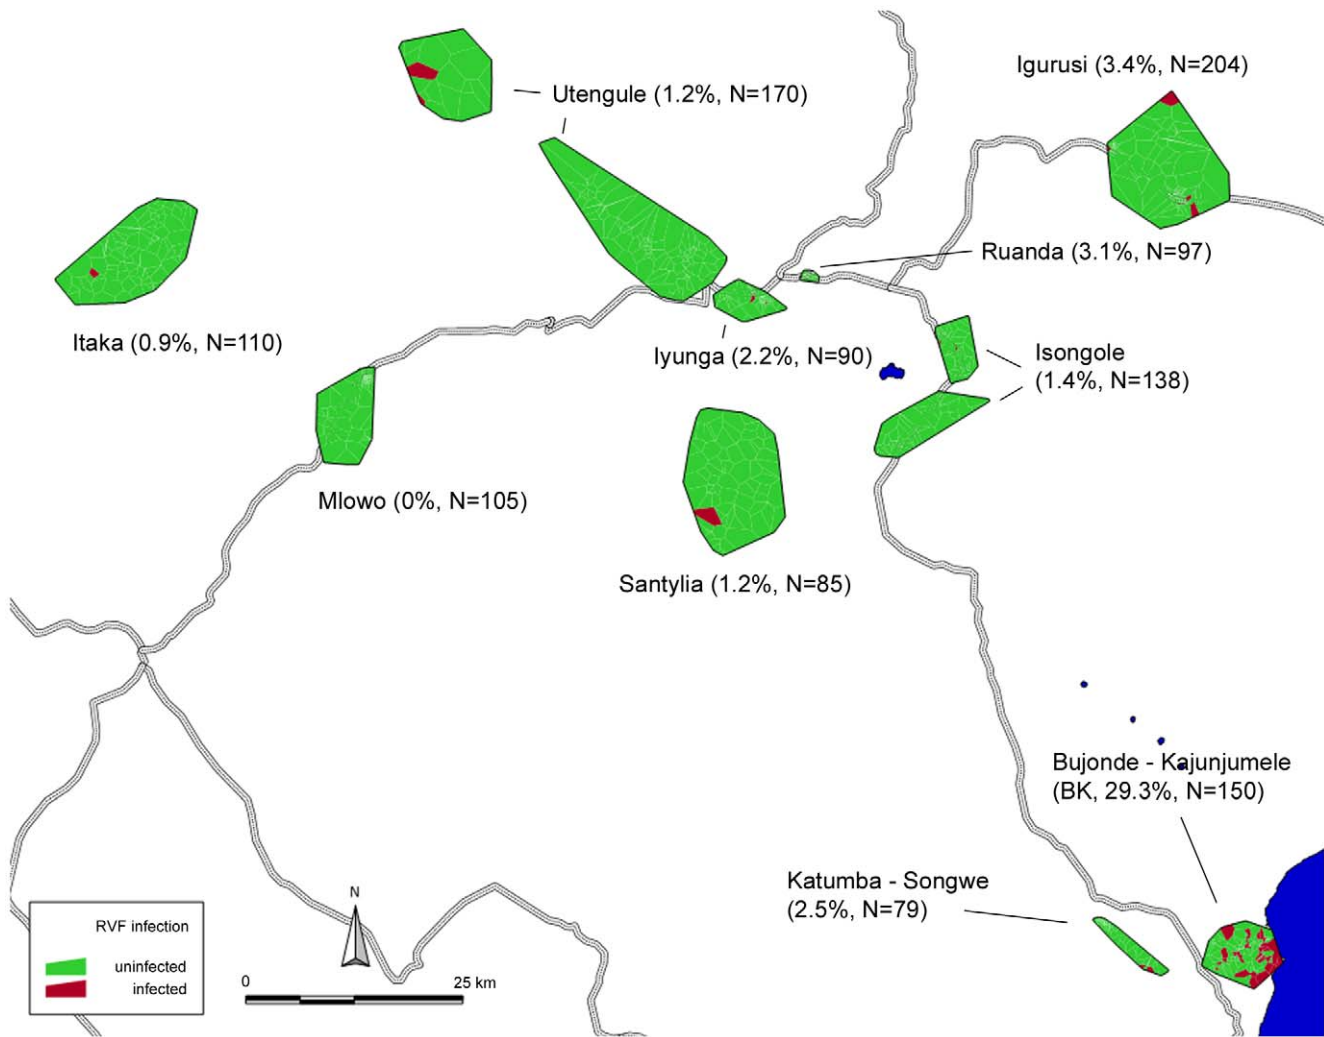 Igurusi (3.4%, N=204)
Utengule (1.2%, N=170)
Ruanda (3.1%, N=97)
Itaka (0.9%, N=110)
Iyunga (2.2%, N=90)
Isongole
(1.4%, N=138)
Mlowo (0%, N=105)
Santylia (1.2%, N=85)
Bujonde - Kajunjumele
(BK, 29.3%, N=150)
Katumba - Songwe
(2.5%, N=79)
RVF infection
uninfected
infected
N
0 25 km